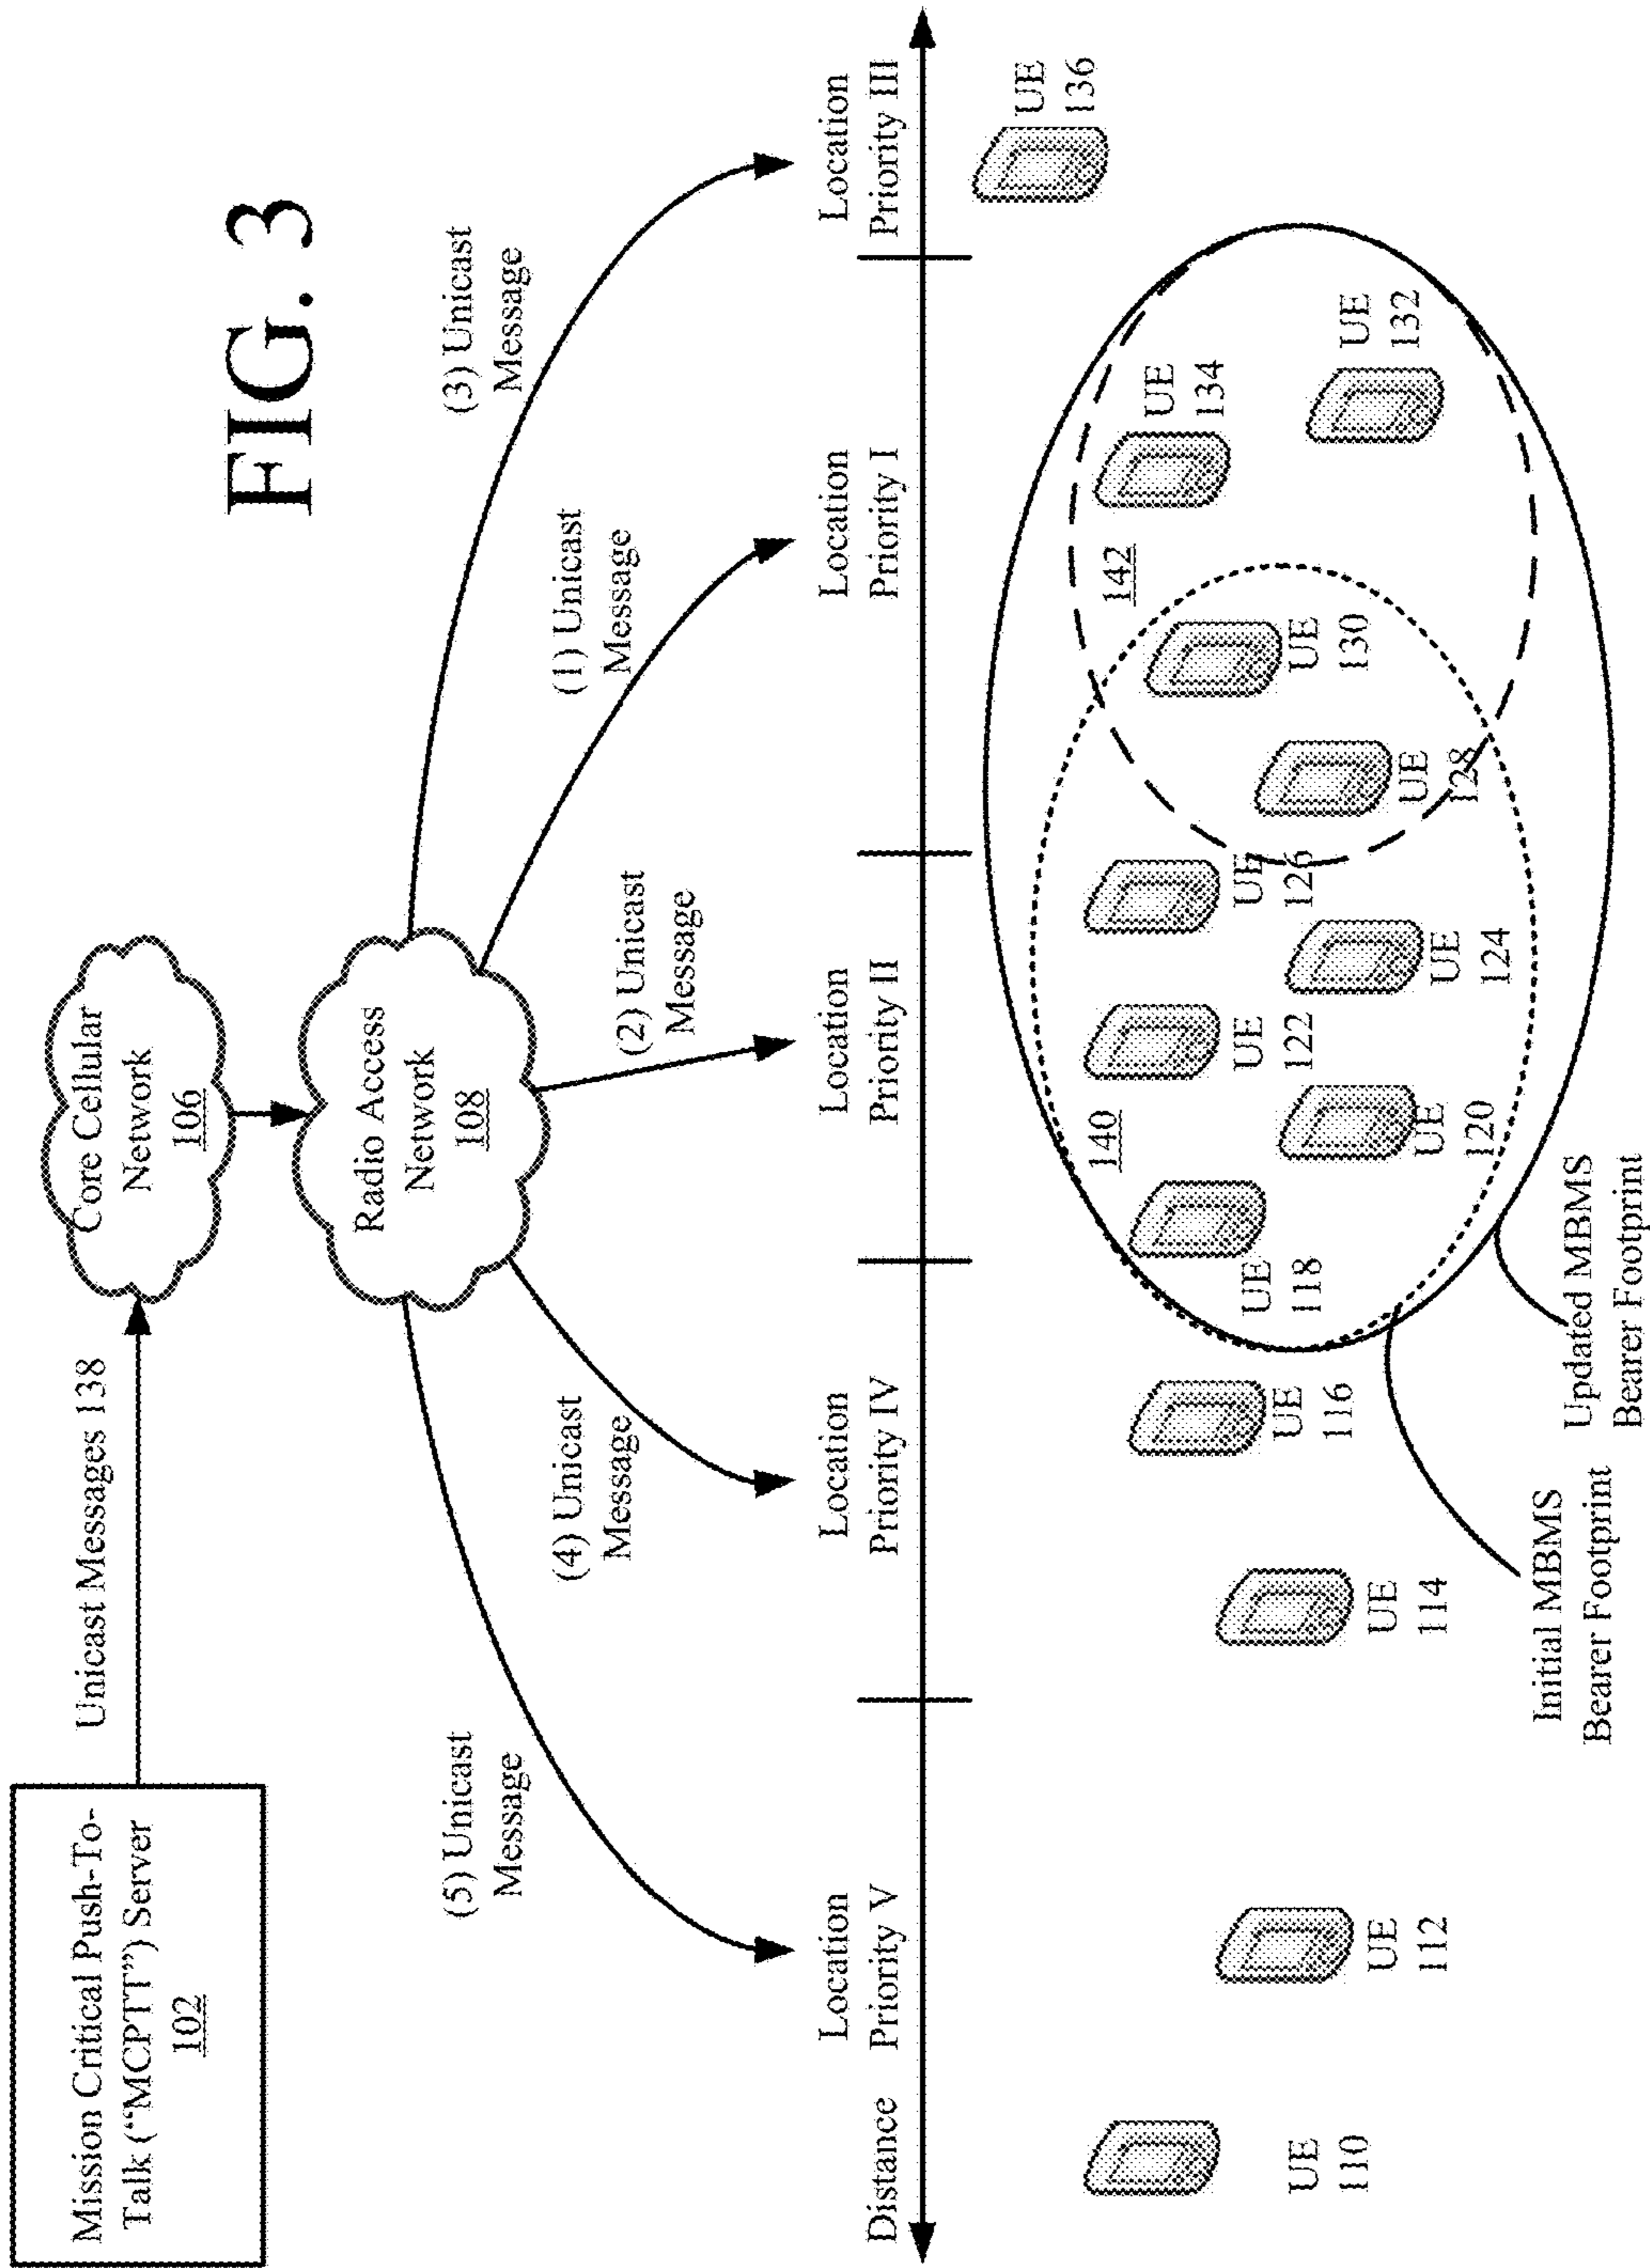 FIG. 3
Mission Critical Push-To-
Talk ("MCPTT") Server
102
Unicast Messages 138
Core Cellular
Network
106
Radio Access
Network
108
(5) Unicast
Message
(4) Unicast
Message
(2) Unicast
Message
(1) Unicast
Message
(3) Unicast
Message
Distance
Location
Priority V
Location
Priority IV
Location
Priority II
Location
Priority I
Location
Priority III
UE
110
UE
112
UE
114
UE
116
UE
118
140
UE
120
UE
122
UE
124
UE
126
UE
128
UE
130
142
UE
134
UE
132
UE
136
Initial MBMS
Bearer Footprint
Updated MBMS
Bearer Footprint